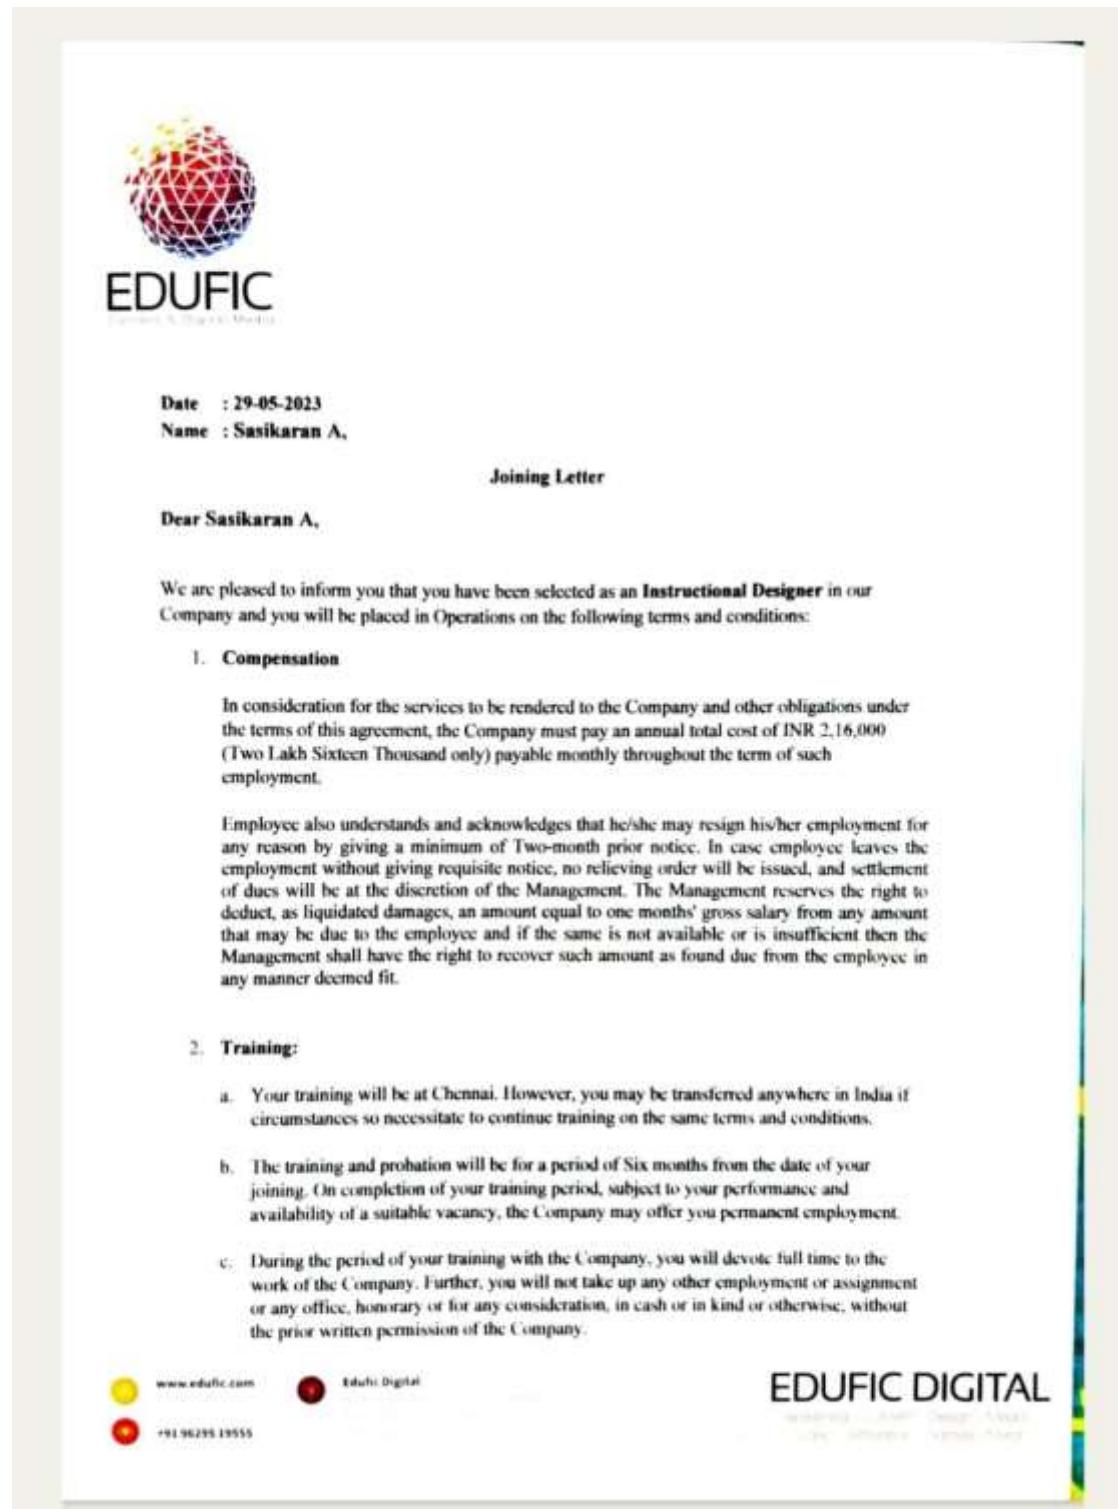 EDUFIC
Date : 29-05-2023
Name : Sasikaran A,
Joining Letter
Dear Sasikaran A,
We are pleased to inform you that you have been selected as an Instructional Designer in our
Company and you will be placed in Operations on the following terms and conditions:
1. Compensation
In consideration for the services to be rendered to the Company and other obligations under
the terms of this agreement, the Company must pay an annual total cost of INR 2,16,000
(Two Lakh Sixteen Thousand only) payable monthly throughout the term of such
employment.
Employee also understands and acknowledges that he/she may resign his/her employment for
any reason by giving a minimum of Two-month prior notice. In case employee leaves the
employment without giving requisite notice, no relieving order will be issued, and settlement
of dues will be at the discretion of the Management. The Management reserves the right to
deduct, as liquidated damages, an amount equal to one months' gross salary from any amount
that may be due to the employee and if the same is not available or is insufficient then the
Management shall have the right to recover such amount as found due from the employee in
any manner deemed fit.
2. Training:
a. Your training will be at Chennai. However, you may be transferred anywhere in India if
circumstances so necessitate to continue training on the same terms and conditions.
b. The training and probation will be for a period of Six months from the date of your
joining. On completion of your training period, subject to your performance and
availability of a suitable vacancy, the Company may offer you permanent employment.
c. During the period of your training with the Company, you will devote full time to the
work of the Company. Further, you will not take up any other employment or assignment
or any office, honorary or for any consideration, in cash or in kind or otherwise, without
the prior written permission of the Company.
www.edufic.com
Edufic Digital
EDUFIC DIGITAL
+91 96295 19555